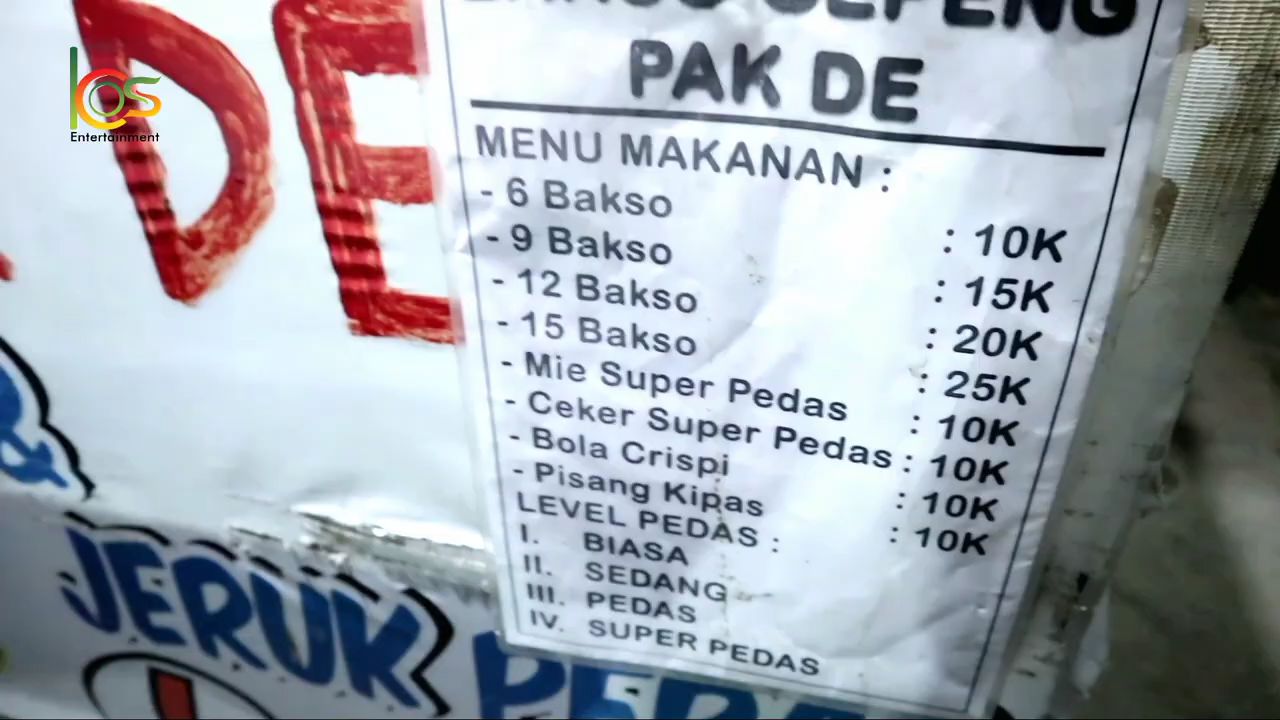 KOS
Entertainment
DE
GEPENG
PAK DE
MENU MAKANAN :
- 6 Bakso : 10K
- 9 Bakso : 15K
- 12 Bakso : 20K
- 15 Bakso : 25K
- Mie Super Pedas : 10K
- Ceker Super Pedas : 10K
- Bola Crispi : 10K
- Pisang Kipas : 10K
LEVEL PEDAS :
I. BIASA
II. SEDANG
III. PEDAS
IV. SUPER PEDAS
&
JERUK